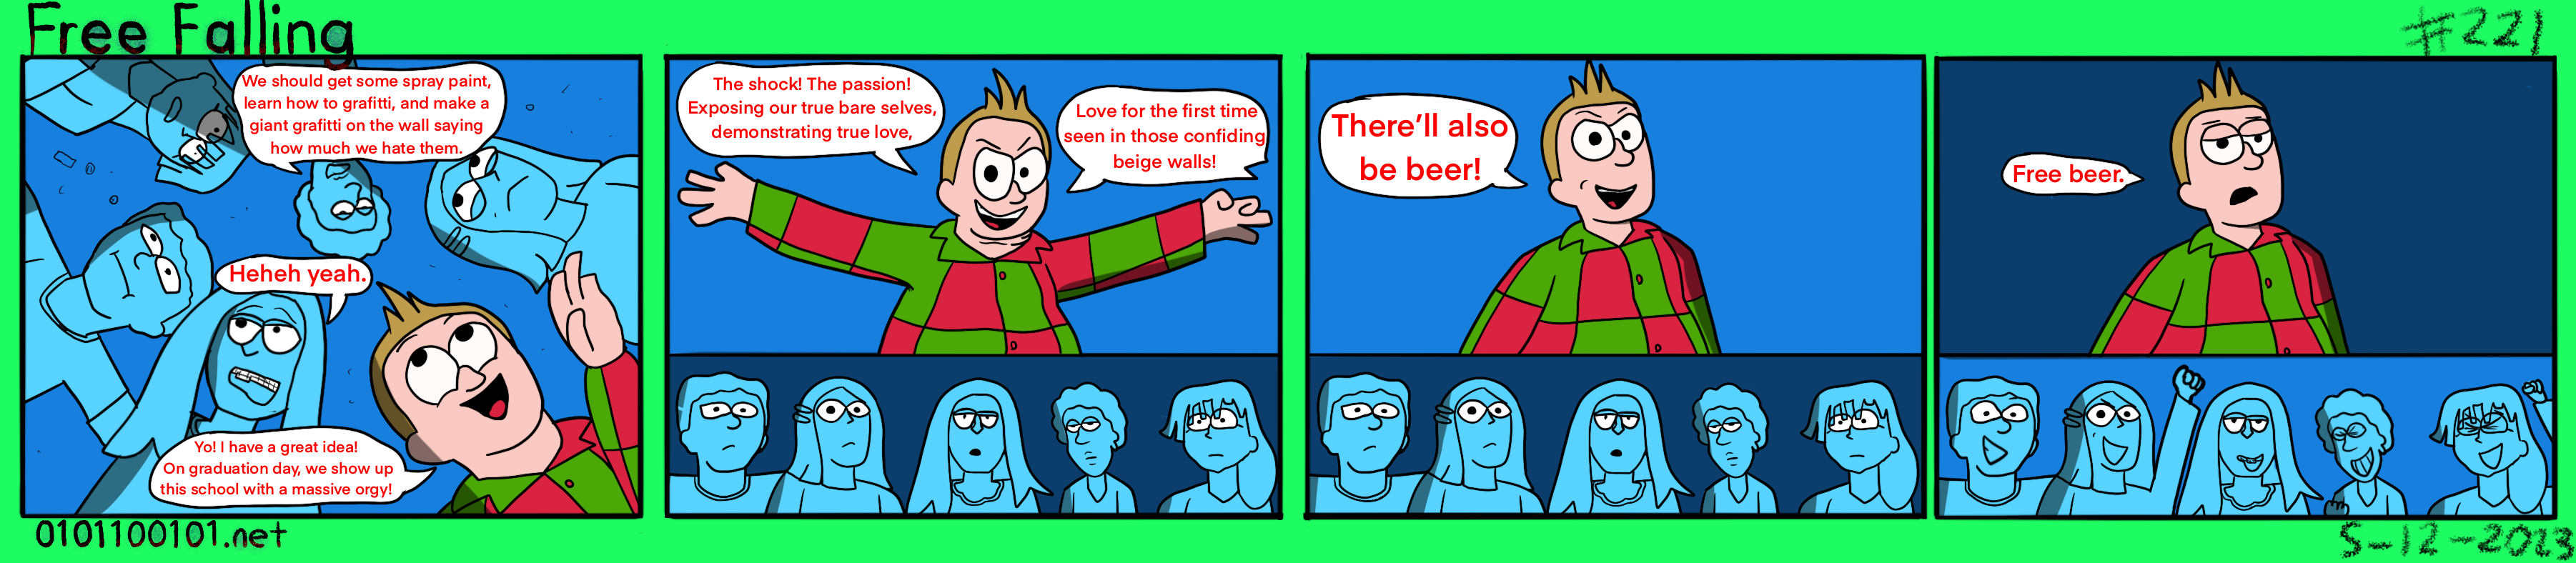 Free Falling
#221
We should get some spray paint,
learn how to grafitti, and make a
giant grafitti on the wall saying
how much we hate them.
Heheh yeah.
Yo! I have a great idea!
On graduation day, we show up
this school with a massive orgy!
The shock! The passion!
Exposing our true bare selves,
demonstrating true love,
Love for the first time
seen in those confiding
beige walls!
There'll also
be beer!
Free beer.
0101100101.net
5-12-2023